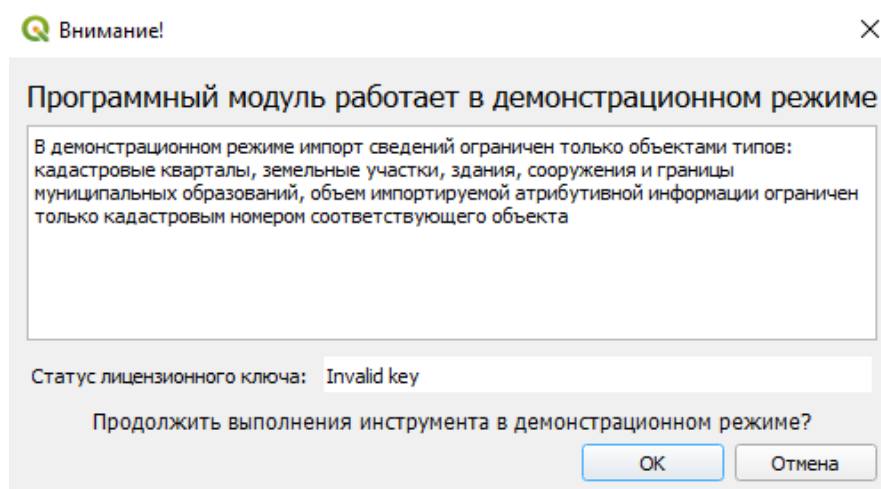 Внимание!
Программный модуль работает в демонстрационном режиме
В демонстрационном режиме импорт сведений ограничен только объектами типов:
кадастровые кварталы, земельные участки, здания, сооружения и границы
муниципальных образований, объем импортируемой атрибутивной информации ограничен
только кадастровым номером соответствующего объекта
Статус лицензионного ключа: Invalid key
Продолжить выполнения инструмента в демонстрационном режиме?
OK Отмена